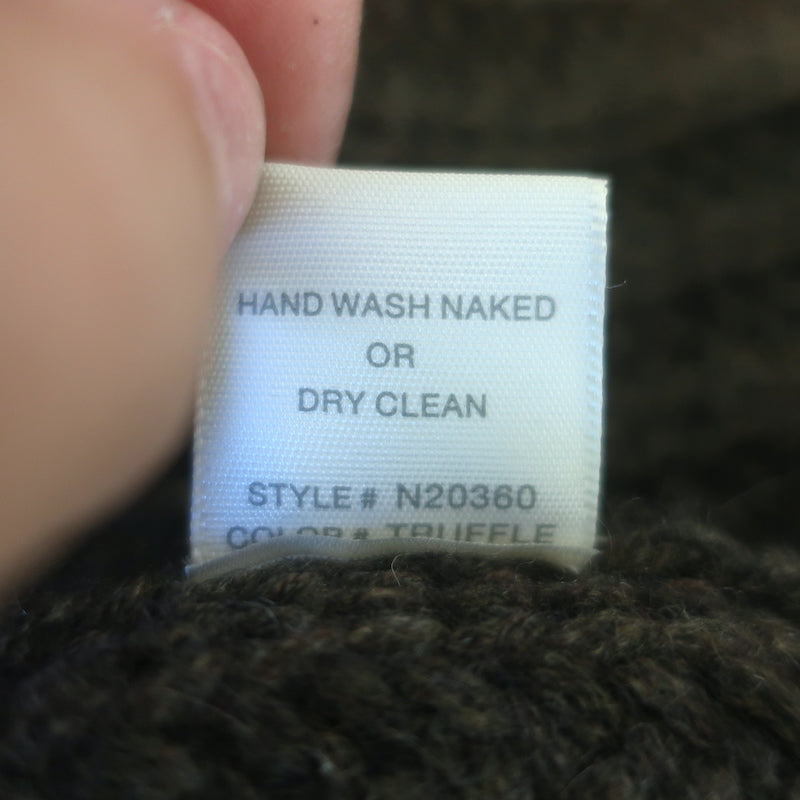 HAND WASH NAKED
OR
DRY CLEAN
STYLE # N20360
COLOR # TRUFFLE